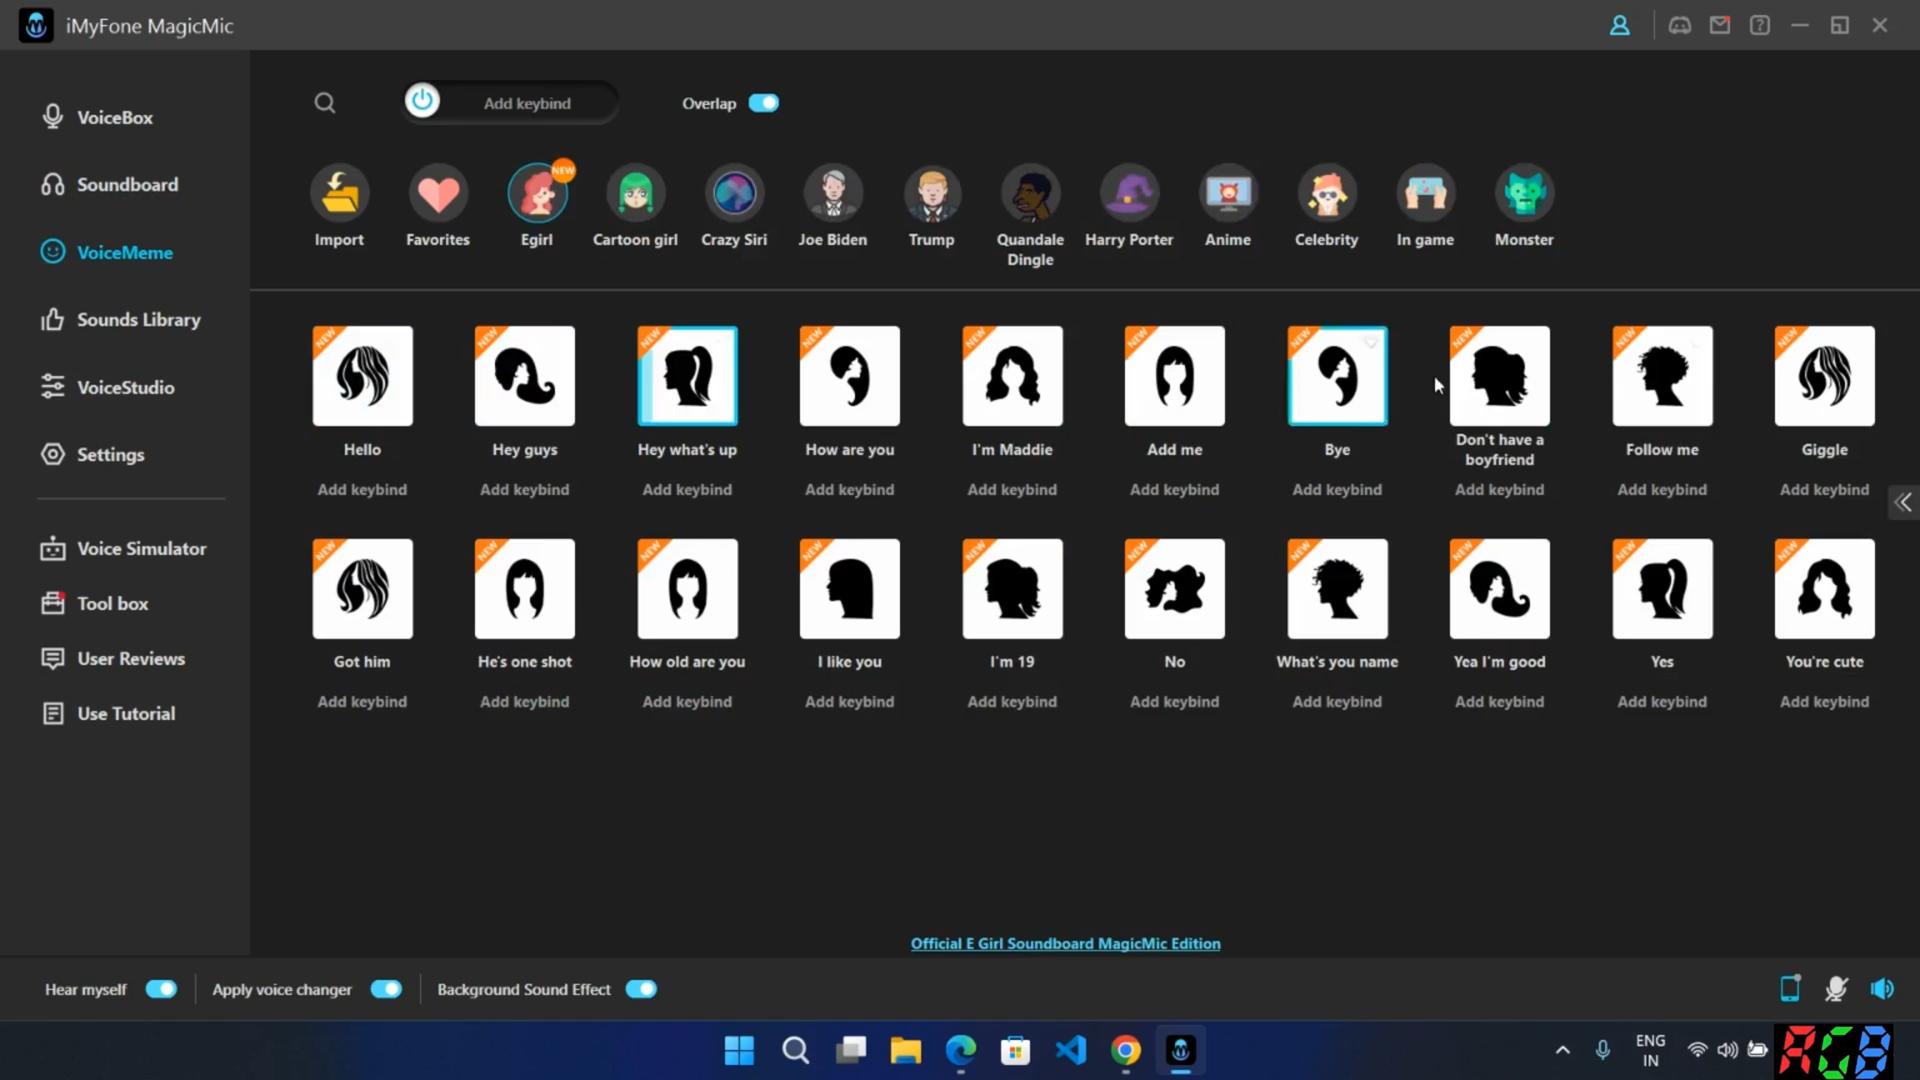 iMyFone MagicMic
VoiceBox
Soundboard
VoiceMeme
Sounds Library
VoiceStudio
Settings
Voice Simulator
Tool box
User Reviews
Use Tutorial
Add keybind
Overlap
NEW
Import
Favorites
Egirl
Cartoon girl
Crazy Siri
Joe Biden
Trump
Quandale
Dingle
Harry Porter
Anime
Celebrity
In game
Monster
NEW NEW NEW NEW NEW NEW NEW NEW NEW NEW
Hello
Hey guys
Hey what's up
How are you
I'm Maddie
Add me
Bye
Don't have a
boyfriend
Follow me
Giggle
Add keybind Add keybind Add keybind Add keybind Add keybind Add keybind Add keybind Add keybind Add keybind Add keybind
NEW NEW NEW NEW NEW NEW NEW NEW NEW NEW
Got him
He's one shot
How old are you
I like you
I'm 19
No
What's you name
Yea I'm good
Yes
You're cute
Add keybind Add keybind Add keybind Add keybind Add keybind Add keybind Add keybind Add keybind Add keybind Add keybind
Official E Girl Soundboard MagicMic Edition
Hear myself
Apply voice changer
Background Sound Effect
ENG
IN
RGB